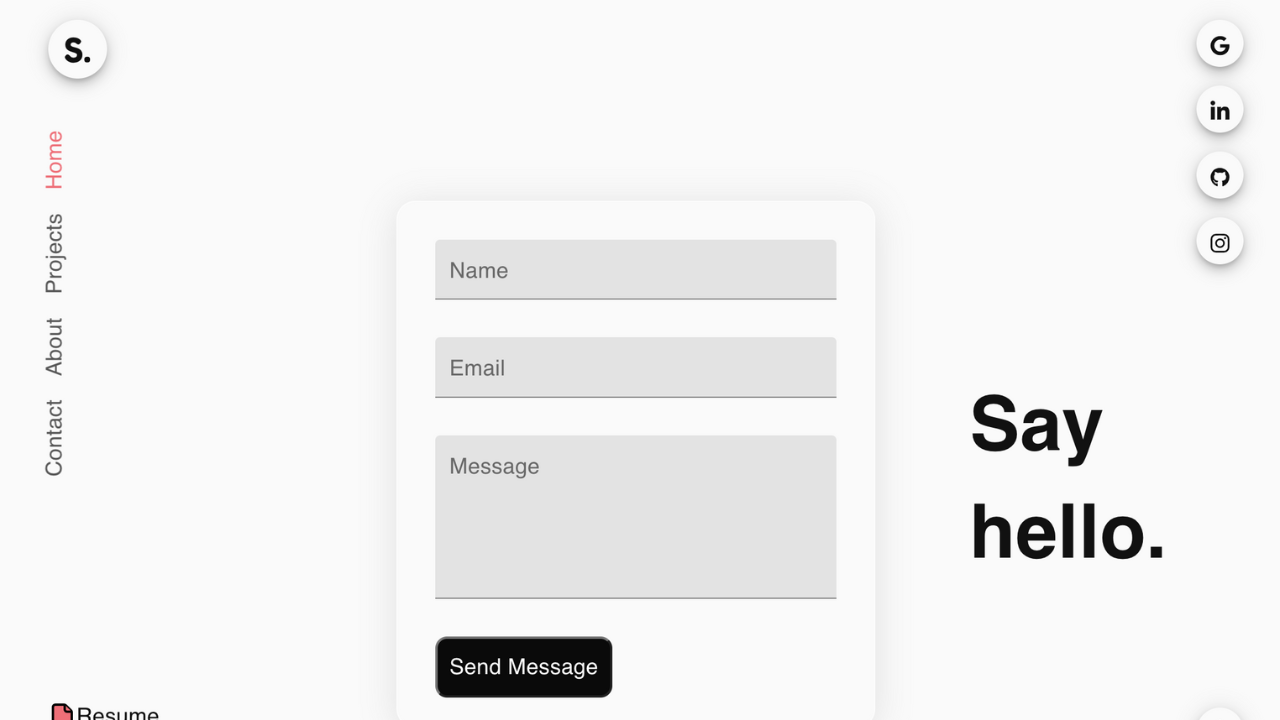 S.
Home
Projects
About
Contact
Resume
Name
Email
Message
Send Message
Say
hello.
G
in